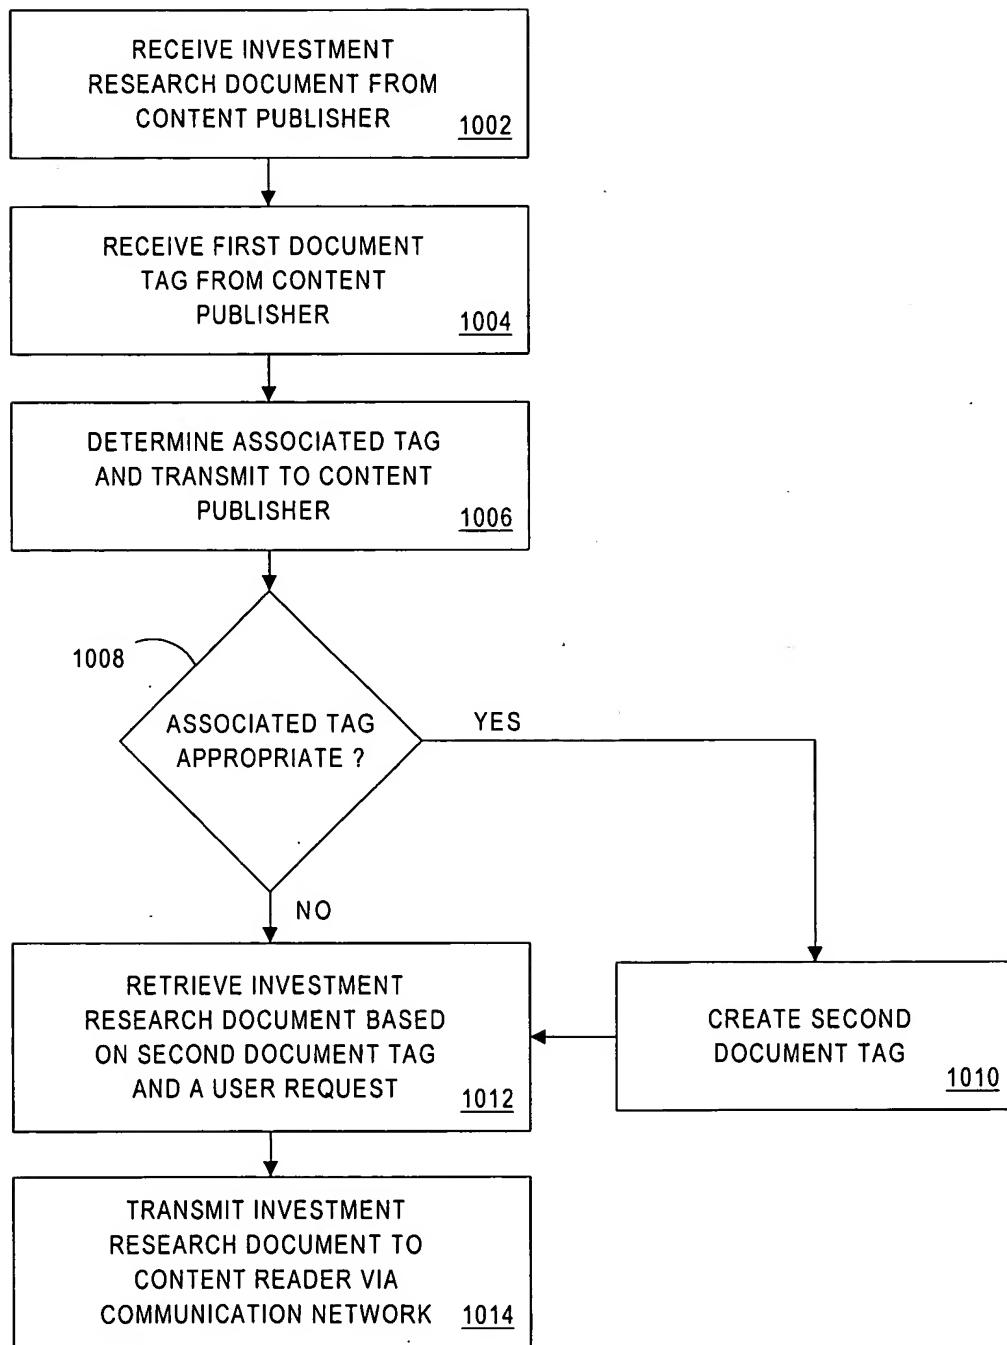 RECEIVE INVESTMENT
RESEARCH DOCUMENT FROM
CONTENT PUBLISHER
1002
RECEIVE FIRST DOCUMENT
TAG FROM CONTENT
PUBLISHER
1004
DETERMINE ASSOCIATED TAG
AND TRANSMIT TO CONTENT
PUBLISHER
1006
1008
ASSOCIATED TAG
APPROPRIATE ?
YES
NO
RETRIEVE INVESTMENT
RESEARCH DOCUMENT BASED
ON SECOND DOCUMENT TAG
AND A USER REQUEST
1012
CREATE SECOND
DOCUMENT TAG
1010
TRANSMIT INVESTMENT
RESEARCH DOCUMENT TO
CONTENT READER VIA
COMMUNICATION NETWORK
1014